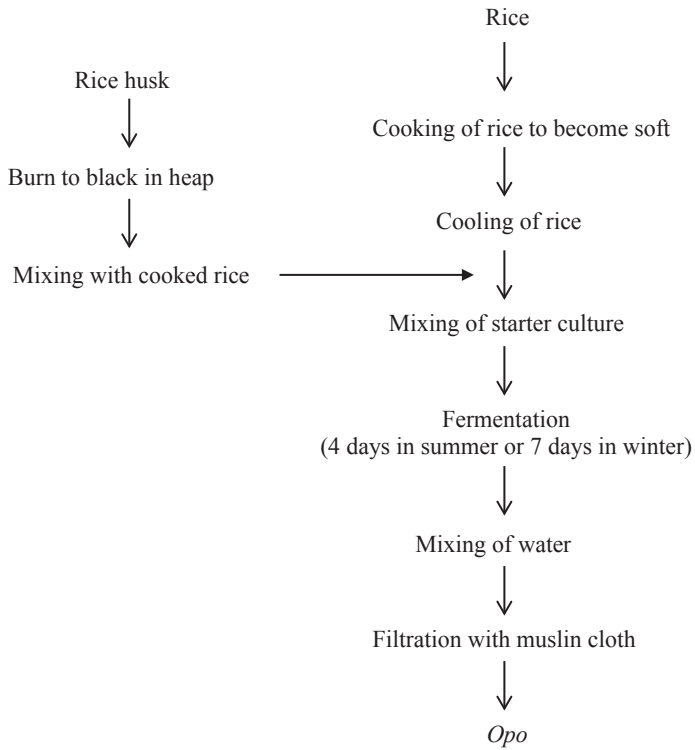 Rice
Rice husk
Cooking of rice to become soft
Burn to black in heap
Cooling of rice
Mixing with cooked rice
Mixing of starter culture
Fermentation
(4 days in summer or 7 days in winter)
Mixing of water
Filtration with muslin cloth
Opo